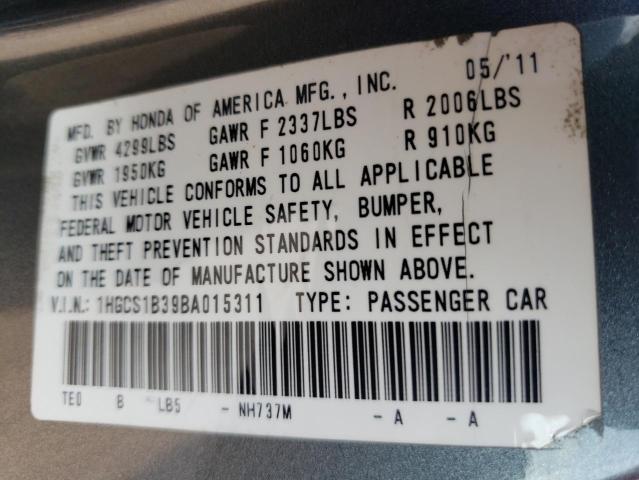 MFD. BY HONDA OF AMERICA MFG., INC. 05/'11
GVWR 4299LBS GAWR F 2337LBS R 2006LBS
GVWR 1950KG GAWR F 1060KG R 910KG
THIS VEHICLE CONFORMS TO ALL APPLICABLE
FEDERAL MOTOR VEHICLE SAFETY, BUMPER,
AND THEFT PREVENTION STANDARDS IN EFFECT
ON THE DATE OF MANUFACTURE SHOWN ABOVE.
V.I.N.: 1HGCS1B39BA015311 TYPE: PASSENGER CAR
TE0 B LB5 - NH737M - A - A